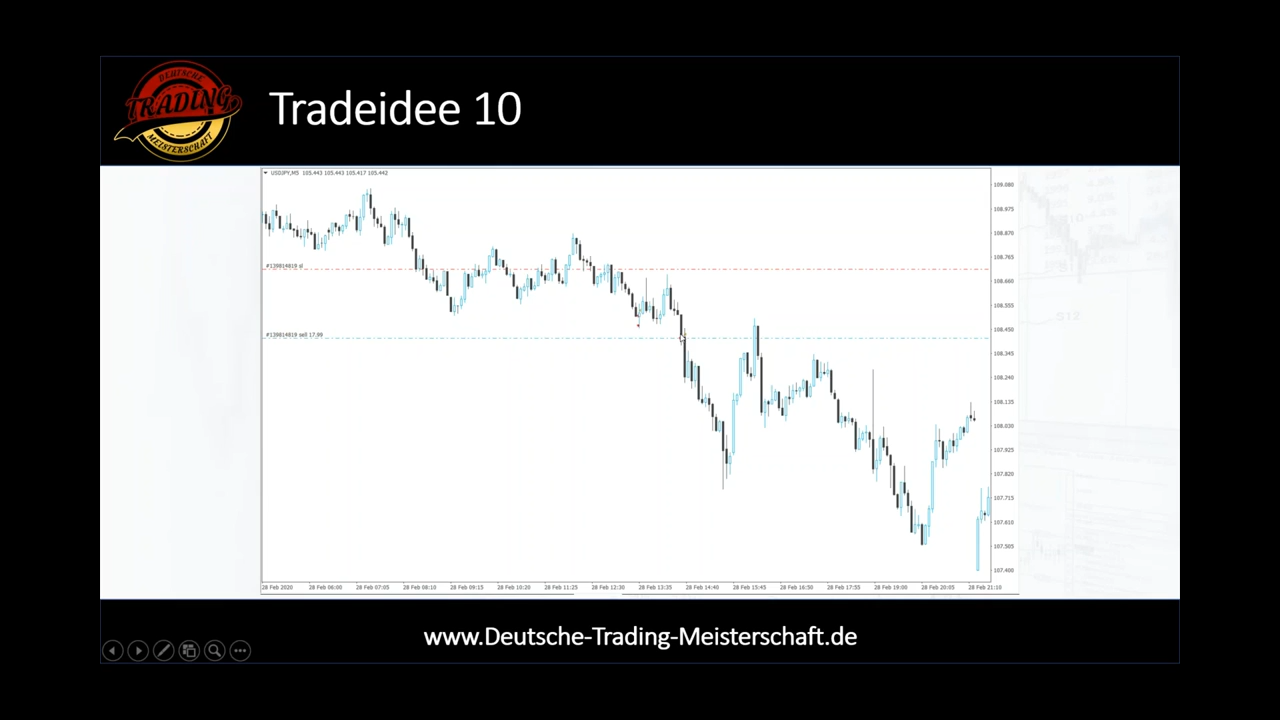 DEUTSCHE
TRADING
MEISTERSCHAFT
Tradeidee 10
USDJPY,M5 105.443 105.443 105.417 105.442
109.080
108.975
108.870
108.765
#139814819 sl
108.660
108.555
108.450
#139814819 sell 17.99
108.345
108.240
108.135
108.030
107.925
107.820
107.715
107.610
107.505
107.400
28 Feb 2020 28 Feb 06:00 28 Feb 07:05 28 Feb 08:10 28 Feb 09:15 28 Feb 10:20 28 Feb 11:25 28 Feb 12:30 28 Feb 13:35 28 Feb 14:40 28 Feb 15:45 28 Feb 16:50 28 Feb 17:55 28 Feb 19:00 28 Feb 20:05 28 Feb 21:10
www.Deutsche-Trading-Meisterschaft.de